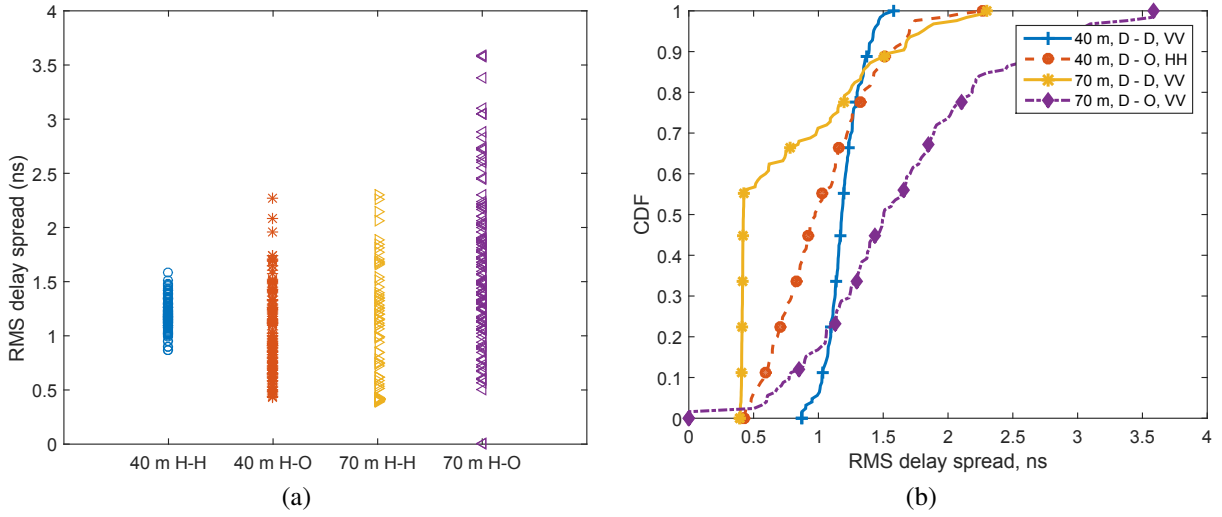 4
3.5
3
2.5
2
1.5
1
0.5
0
RMS delay spread (ns)
40 m H-H 40 m H-O 70 m H-H 70 m H-O
(a)
1
0.9
0.8
0.7
0.6
0.5
0.4
0.3
0.2
0.1
0
CDF
40 m, D - D, VV
40 m, D - O, HH
70 m, D - D, VV
70 m, D - O, VV
0 0.5 1 1.5 2 2.5 3 3.5 4
RMS delay spread, ns
(b)